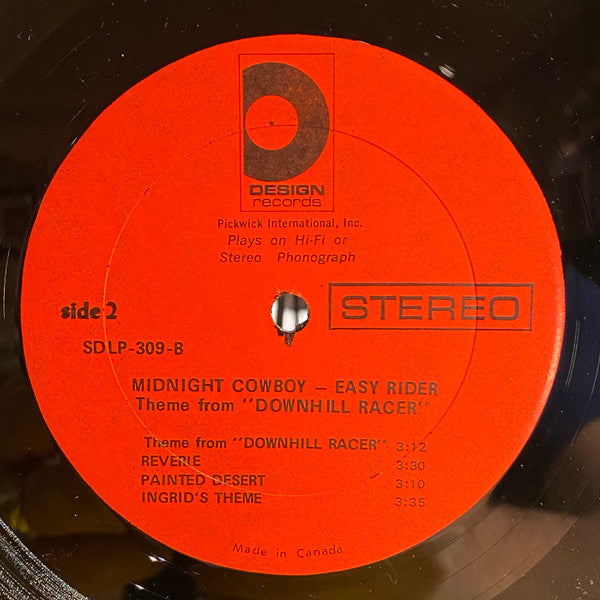 DESIGN
records
Pickwick International, Inc.
Plays on Hi-Fi or
Stereo Phonograph
side 2
STEREO
SDLP-309-B
MIDNIGHT COWBOY — EASY RIDER
Theme from "DOWNHILL RACER"
Theme from "DOWNHILL RACER" 3:12
REVERIE 3:30
PAINTED DESERT 3:10
INGRID'S THEME 3:35
Made in Canada